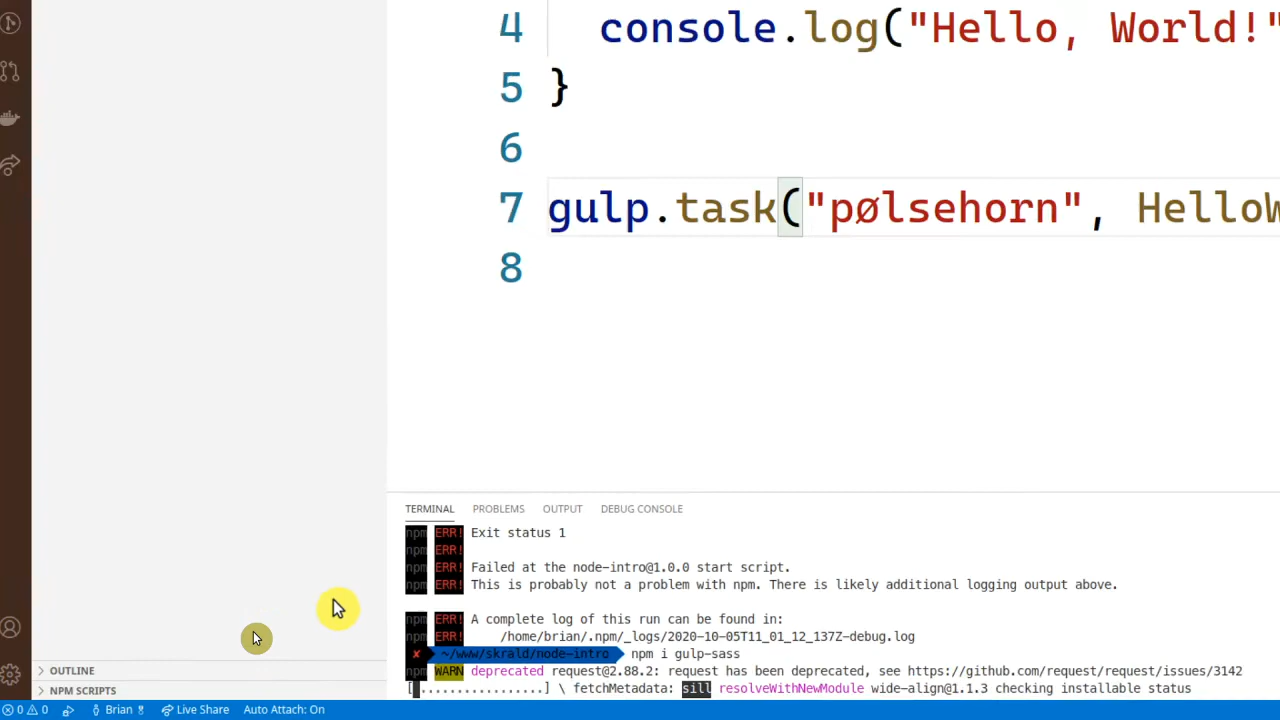 4 console.log("Hello, World!"
5 }
6
7 gulp.task("pølsehorn", HelloW
8
TERMINAL PROBLEMS OUTPUT DEBUG CONSOLE
npm ERR! Exit status 1
npm ERR!
npm ERR! Failed at the node-intro@1.0.0 start script.
npm ERR! This is probably not a problem with npm. There is likely additional logging output above.
npm ERR! A complete log of this run can be found in:
npm ERR! /home/brian/.npm/_logs/2020-10-05T11_01_12_137Z-debug.log
✘ ~/www/skrald/node-intro npm i gulp-sass
npm WARN deprecated request@2.88.2: request has been deprecated, see https://github.com/request/request/issues/3142
[ .................] \ fetchMetadata: sill resolveWithNewModule wide-align@1.1.3 checking installable status
OUTLINE
NPM SCRIPTS
0 0 Brian Live Share Auto Attach: On